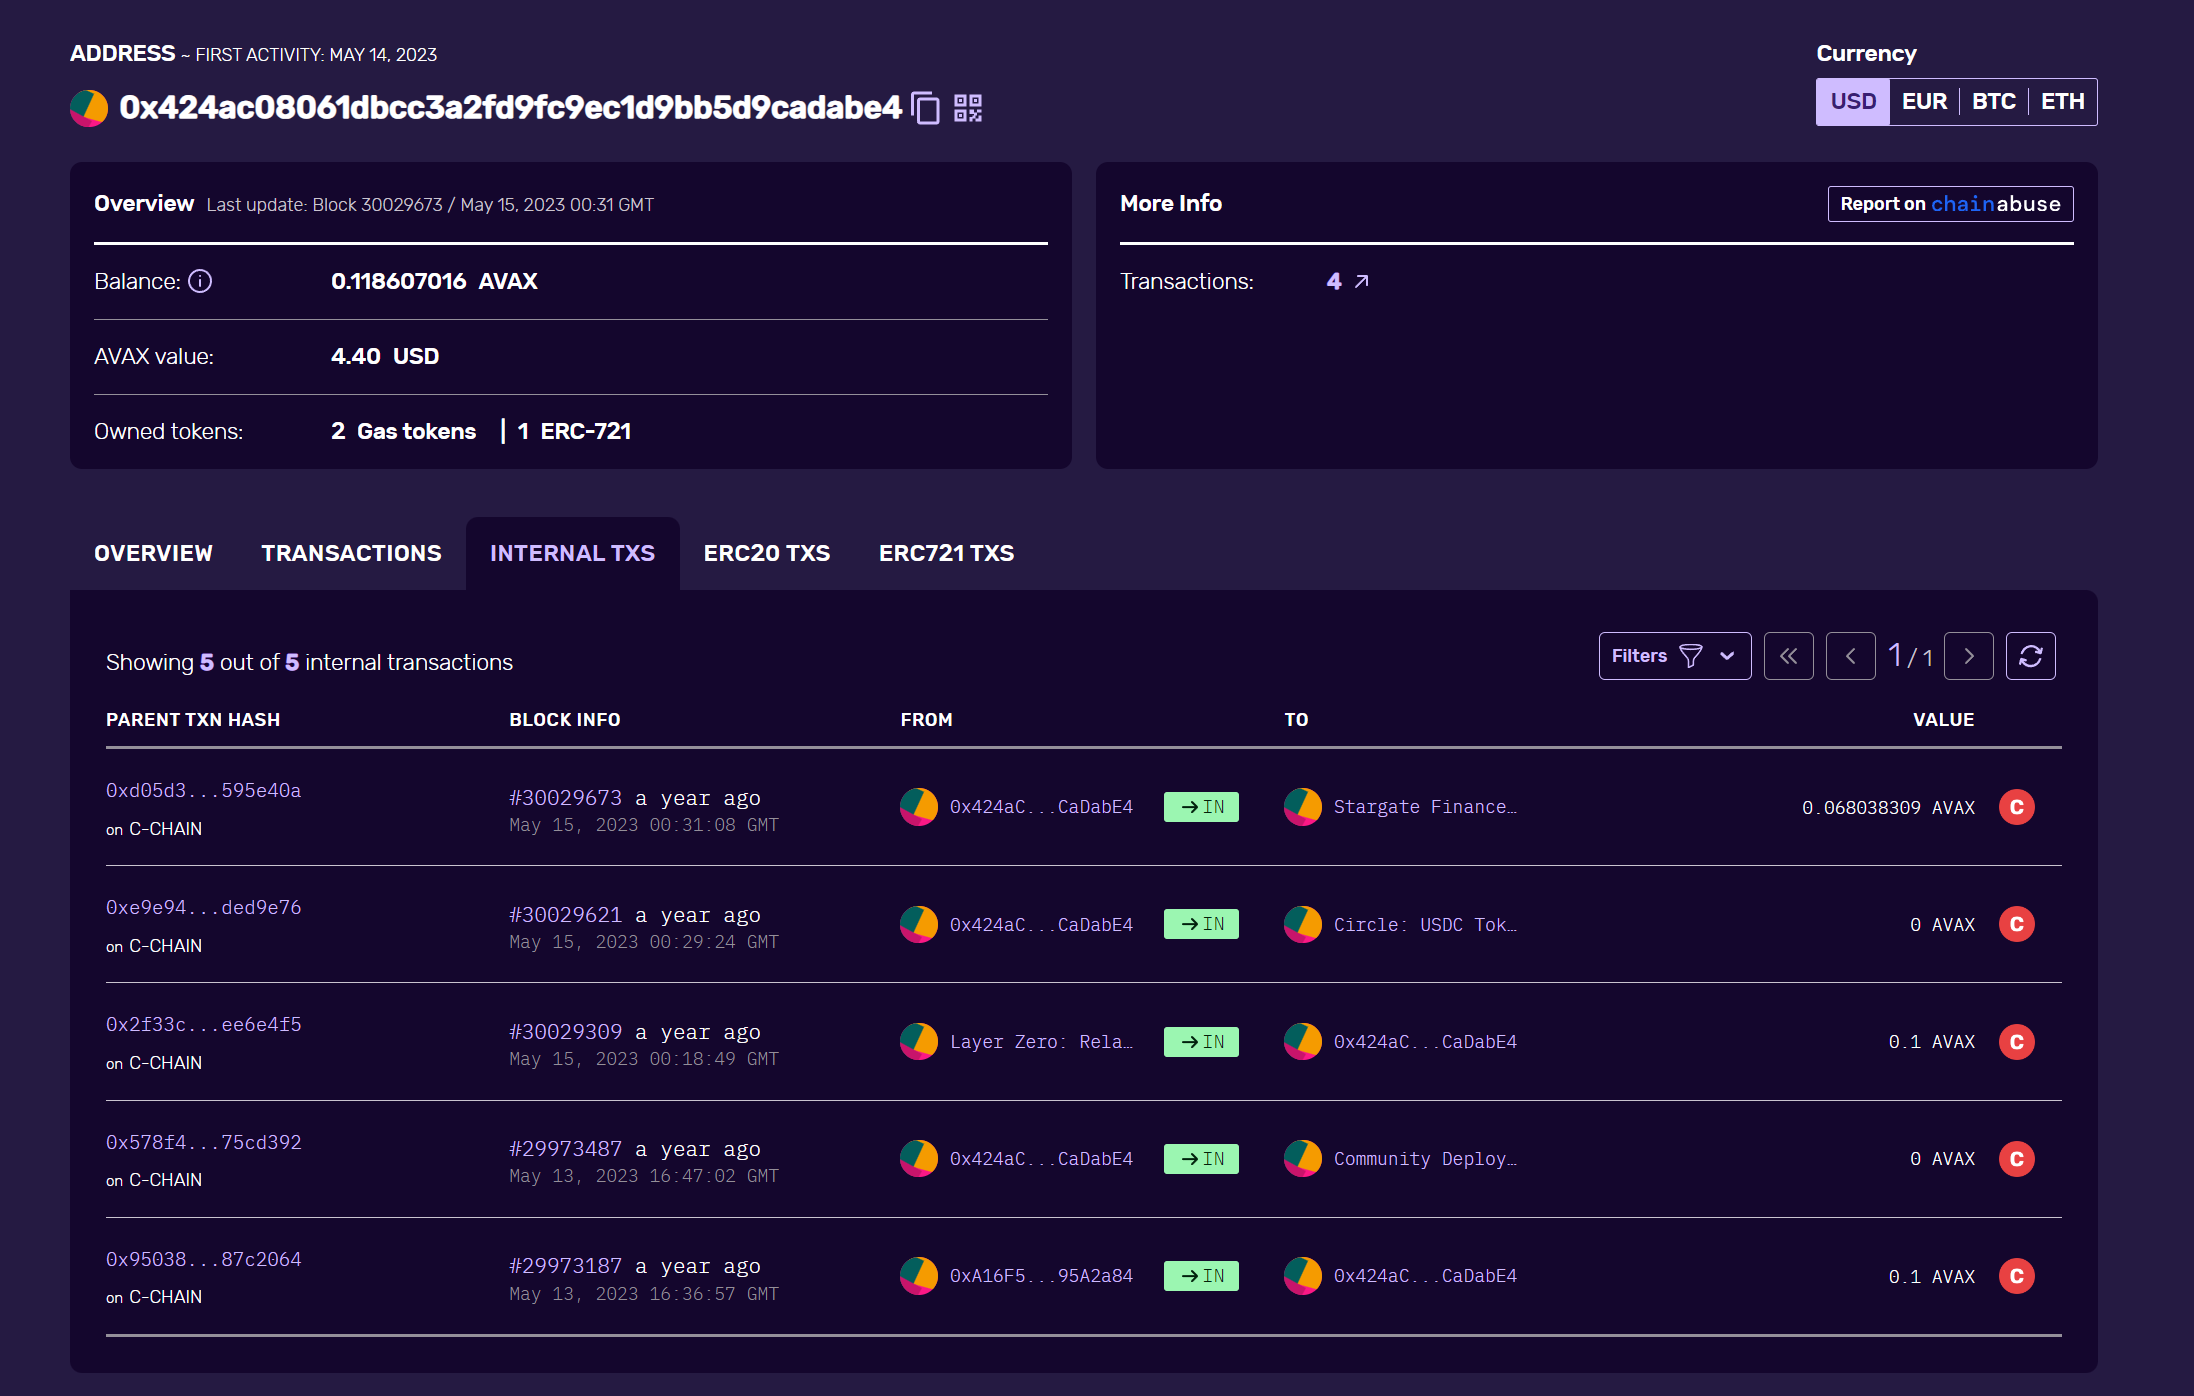 ADDRESS ~ FIRST ACTIVITY: MAY 14, 2023
Currency
0x424ac08061dbcc3a2fd9fc9ec1d9bb5d9cadabe4
USD EUR BTC ETH
Overview Last update: Block 30029673 / May 15, 2023 00:31 GMT
Balance: 0.118607016 AVAX
AVAX value: 4.40 USD
Owned tokens: 2 Gas tokens | 1 ERC-721
More Info
Report on chainabuse
Transactions: 4
OVERVIEW TRANSACTIONS INTERNAL TXS ERC20 TXS ERC721 TXS
Showing 5 out of 5 internal transactions
Filters 1/1
PARENT TXN HASH BLOCK INFO FROM TO VALUE
0xd05d3...595e40a
on C-CHAIN
#30029673 a year ago
May 15, 2023 00:31:08 GMT
0x424aC...CaDabE4 →IN Stargate Finance… 0.068038309 AVAX C
0xe9e94...ded9e76
on C-CHAIN
#30029621 a year ago
May 15, 2023 00:29:24 GMT
0x424aC...CaDabE4 →IN Circle: USDC Tok… 0 AVAX C
0x2f33c...ee6e4f5
on C-CHAIN
#30029309 a year ago
May 15, 2023 00:18:49 GMT
Layer Zero: Rela… →IN 0x424aC...CaDabE4 0.1 AVAX C
0x578f4...75cd392
on C-CHAIN
#29973487 a year ago
May 13, 2023 16:47:02 GMT
0x424aC...CaDabE4 →IN Community Deploy… 0 AVAX C
0x95038...87c2064
on C-CHAIN
#29973187 a year ago
May 13, 2023 16:36:57 GMT
0xA16F5...95A2a84 →IN 0x424aC...CaDabE4 0.1 AVAX C